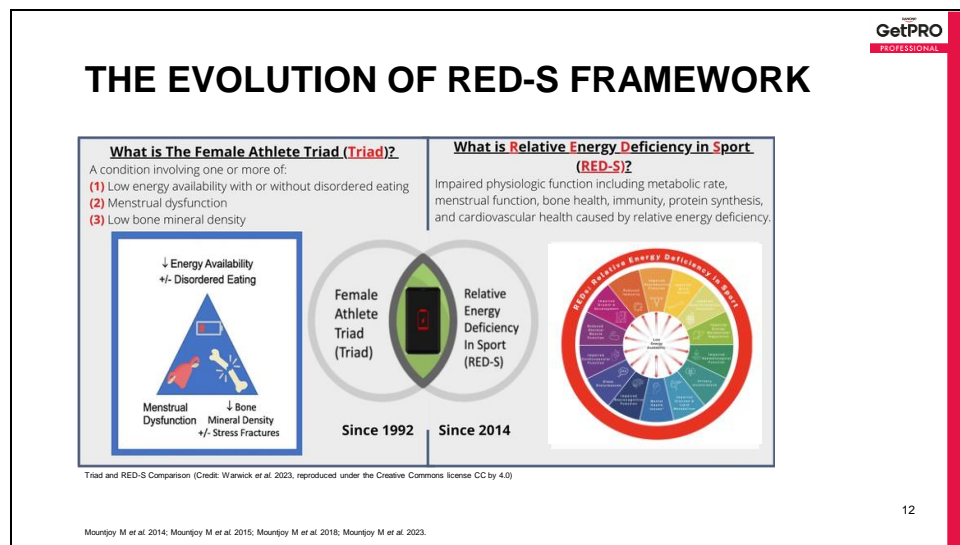 DANONE
GetPRO
PROFESSIONAL
THE EVOLUTION OF RED-S FRAMEWORK
What is The Female Athlete Triad (Triad)?
A condition involving one or more of:
(1) Low energy availability with or without disordered eating
(2) Menstrual dysfunction
(3) Low bone mineral density
↓ Energy Availability
+/- Disordered Eating
Menstrual
Dysfunction
↓ Bone
Mineral Density
+/- Stress Fractures
Female
Athlete
Triad
(Triad)
Since 1992
What is Relative Energy Deficiency in Sport
(RED-S)?
Impaired physiologic function including metabolic rate,
menstrual function, bone health, immunity, protein synthesis,
and cardiovascular health caused by relative energy deficiency.
Relative
Energy
Deficiency
In Sport
(RED-S)
Since 2014
REDs: Relative Energy Deficiency in Sport
Low
Energy
Availability
Triad and RED-S Comparison (Credit: Warwick et al. 2023, reproduced under the Creative Commons license CC by 4.0)
12
Mountjoy M et al. 2014; Mountjoy M et al. 2015; Mountjoy M et al. 2018; Mountjoy M et al. 2023.